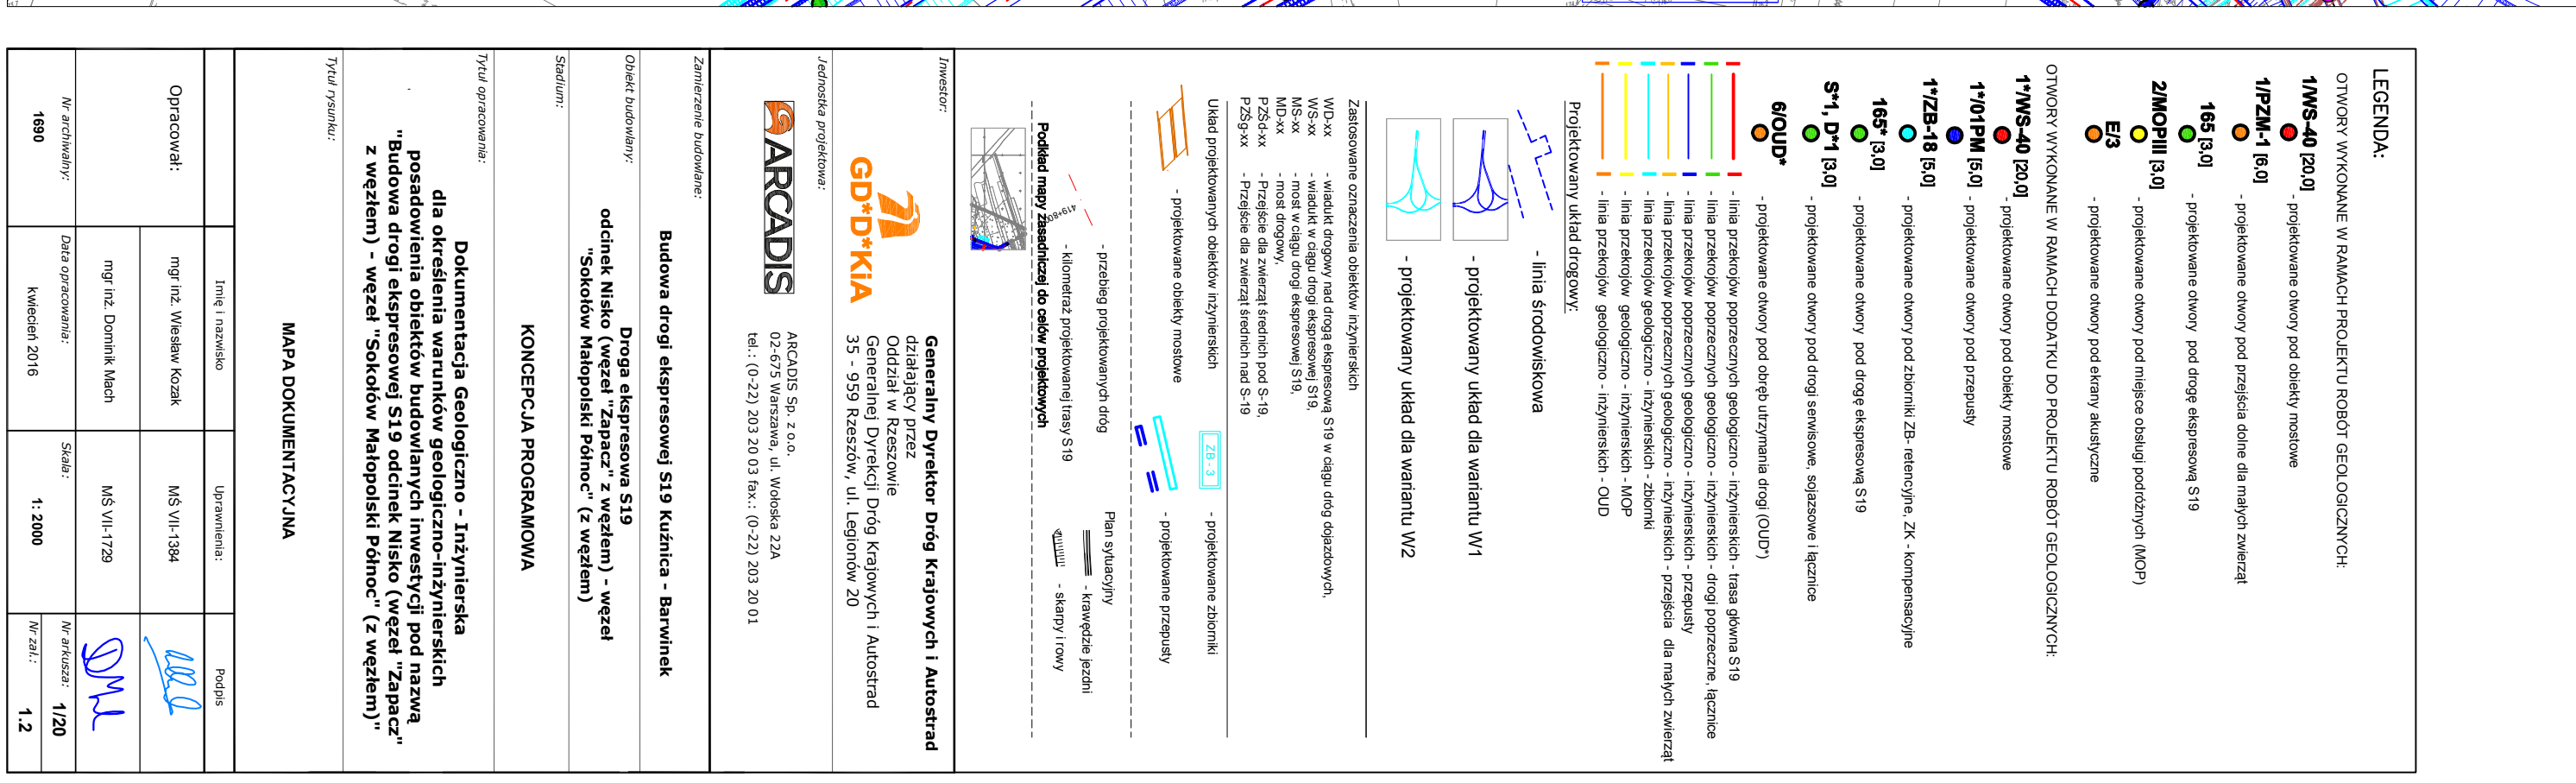 LEGENDA:
OTWORY WYKONANE W RAMACH PROJEKTU ROBÓT GEOLOGICZNYCH:
1/WS-40 [20,0] - projektowane otwory pod obiekty mostowe
1/PZM-1 [6,0] - projektowane otwory pod przejścia dolne dla małych zwierząt
165 [3,0] - projektowane otwory pod drogę ekspresową S19
2/MOPIII [3,0] - projektowane otwory pod miejsce obsługi podróżnych (MOP)
E/3 - projektowane otwory pod ekrany akustyczne
OTWORY WYKONANE W RAMACH DODATKU DO PROJEKTU ROBÓT GEOLOGICZNYCH:
1*/WS-40 [20,0] - projektowane otwory pod obiekty mostowe
1*/01PM [5,0] - projektowane otwory pod przepusty
1*/ZB-18 [5,0] - projektowane otwory pod zbiorniki ZB- retencyjne, ZK - kompensacyjne
165* [3,0] - projektowane otwory pod drogę ekspresową S19
S*1, D*1 [3,0] - projektowane otwory pod drogi serwisowe, sojazsowe i łącznice
6/OUD* - projektowane otwory pod obręb utrzymania drogi (OUD*)
- linia przekrojów poprzecznych geologiczno - inżynierskich - trasa główna S19
- linia przekrojów poprzecznych geologiczno - inżynierskich - drogi poprzeczne, łącznice
- linia przekrojów poprzecznych geologiczno - inżynierskich - przepusty
- linia przekrojów poprzecznych geologiczno - inżynierskich - przejścia dla małych zwierząt
- linia przekrojów geologiczno - inżynierskich - zbiorniki
- linia przekrojów geologiczno - inżynierskich - MOP
- linia przekrojów geologiczno - inżynierskich - OUD
Projektowany układ drogowy:
- linia środowiskowa
- projektowany układ dla wariantu W1
- projektowany układ dla wariantu W2
Zastosowane oznaczenia obiektów inżynierskich
WD-xx - wiadukt drogowy nad drogą ekspresową S19 w ciągu dróg dojazdowych,
WS-xx - wiadukt w ciągu drogi ekspresowej S19,
MS-xx - most w ciągu drogi ekspresowej S19,
MD-xx - most drogowy,
PZŚd-xx - Przejście dla zwierząt średnich pod S-19,
PZŚg-xx - Przejście dla zwierząt średnich nad S-19
Układ projektowanych obiektów inżynierskich
ZB - 3 - projektowane zbiorniki
- projektowane obiekty mostowe
- projektowane przepusty
- przebieg projektowanych dróg
419+80
- kilometraż projektowanej trasy S19
Plan sytuacyjny
- krawędzie jezdni
- skarpy i rowy
Podkład mapy zasadniczej do celów projektowych
Inwestor:
GD*D*KiA
Generalny Dyrektor Dróg Krajowych i Autostrad
działający przez
Oddział w Rzeszowie
Generalnej Dyrekcji Dróg Krajowych i Autostrad
35 - 959 Rzeszów, ul. Legionów 20
Jednostka projektowa:
ARCADIS
ARCADIS Sp. z o.o.
02-675 Warszawa, ul. Wołoska 22A
tel.: (0-22) 203 20 03 fax.: (0-22) 203 20 01
Zamierzenie budowlane:
Budowa drogi ekspresowej S19 Kuźnica - Barwinek
Obiekt budowlany:
Droga ekspresowa S19
odcinek Nisko (węzeł "Zapacz" z węzłem) - węzeł
"Sokołów Małopolski Północ" (z węzłem)
Stadium:
KONCEPCJA PROGRAMOWA
Tytuł opracowania:
Dokumentacja Geologiczno - Inżynierska
dla określenia warunków geologiczno-inżynierskich
posadowienia obiektów budowlanych inwestycji pod nazwą
"Budowa drogi ekspresowej S19 odcinek Nisko (węzeł "Zapacz"
z węzłem) - węzeł "Sokołów Małopolski Północ" (z węzłem)"
Tytuł rysunku:
MAPA DOKUMENTACYJNA
Imię i nazwisko Uprawnienia: Podpis
Opracował: mgr inż. Wiesław Kozak MŚ VII-1384
mgr inż. Dominik Mach MŚ VII-1729
Nr archiwalny: Data opracowania: Skala: Nr arkusza: 1/20
1690 kwiecień 2016 1: 2000 Nr zał.: 1.2